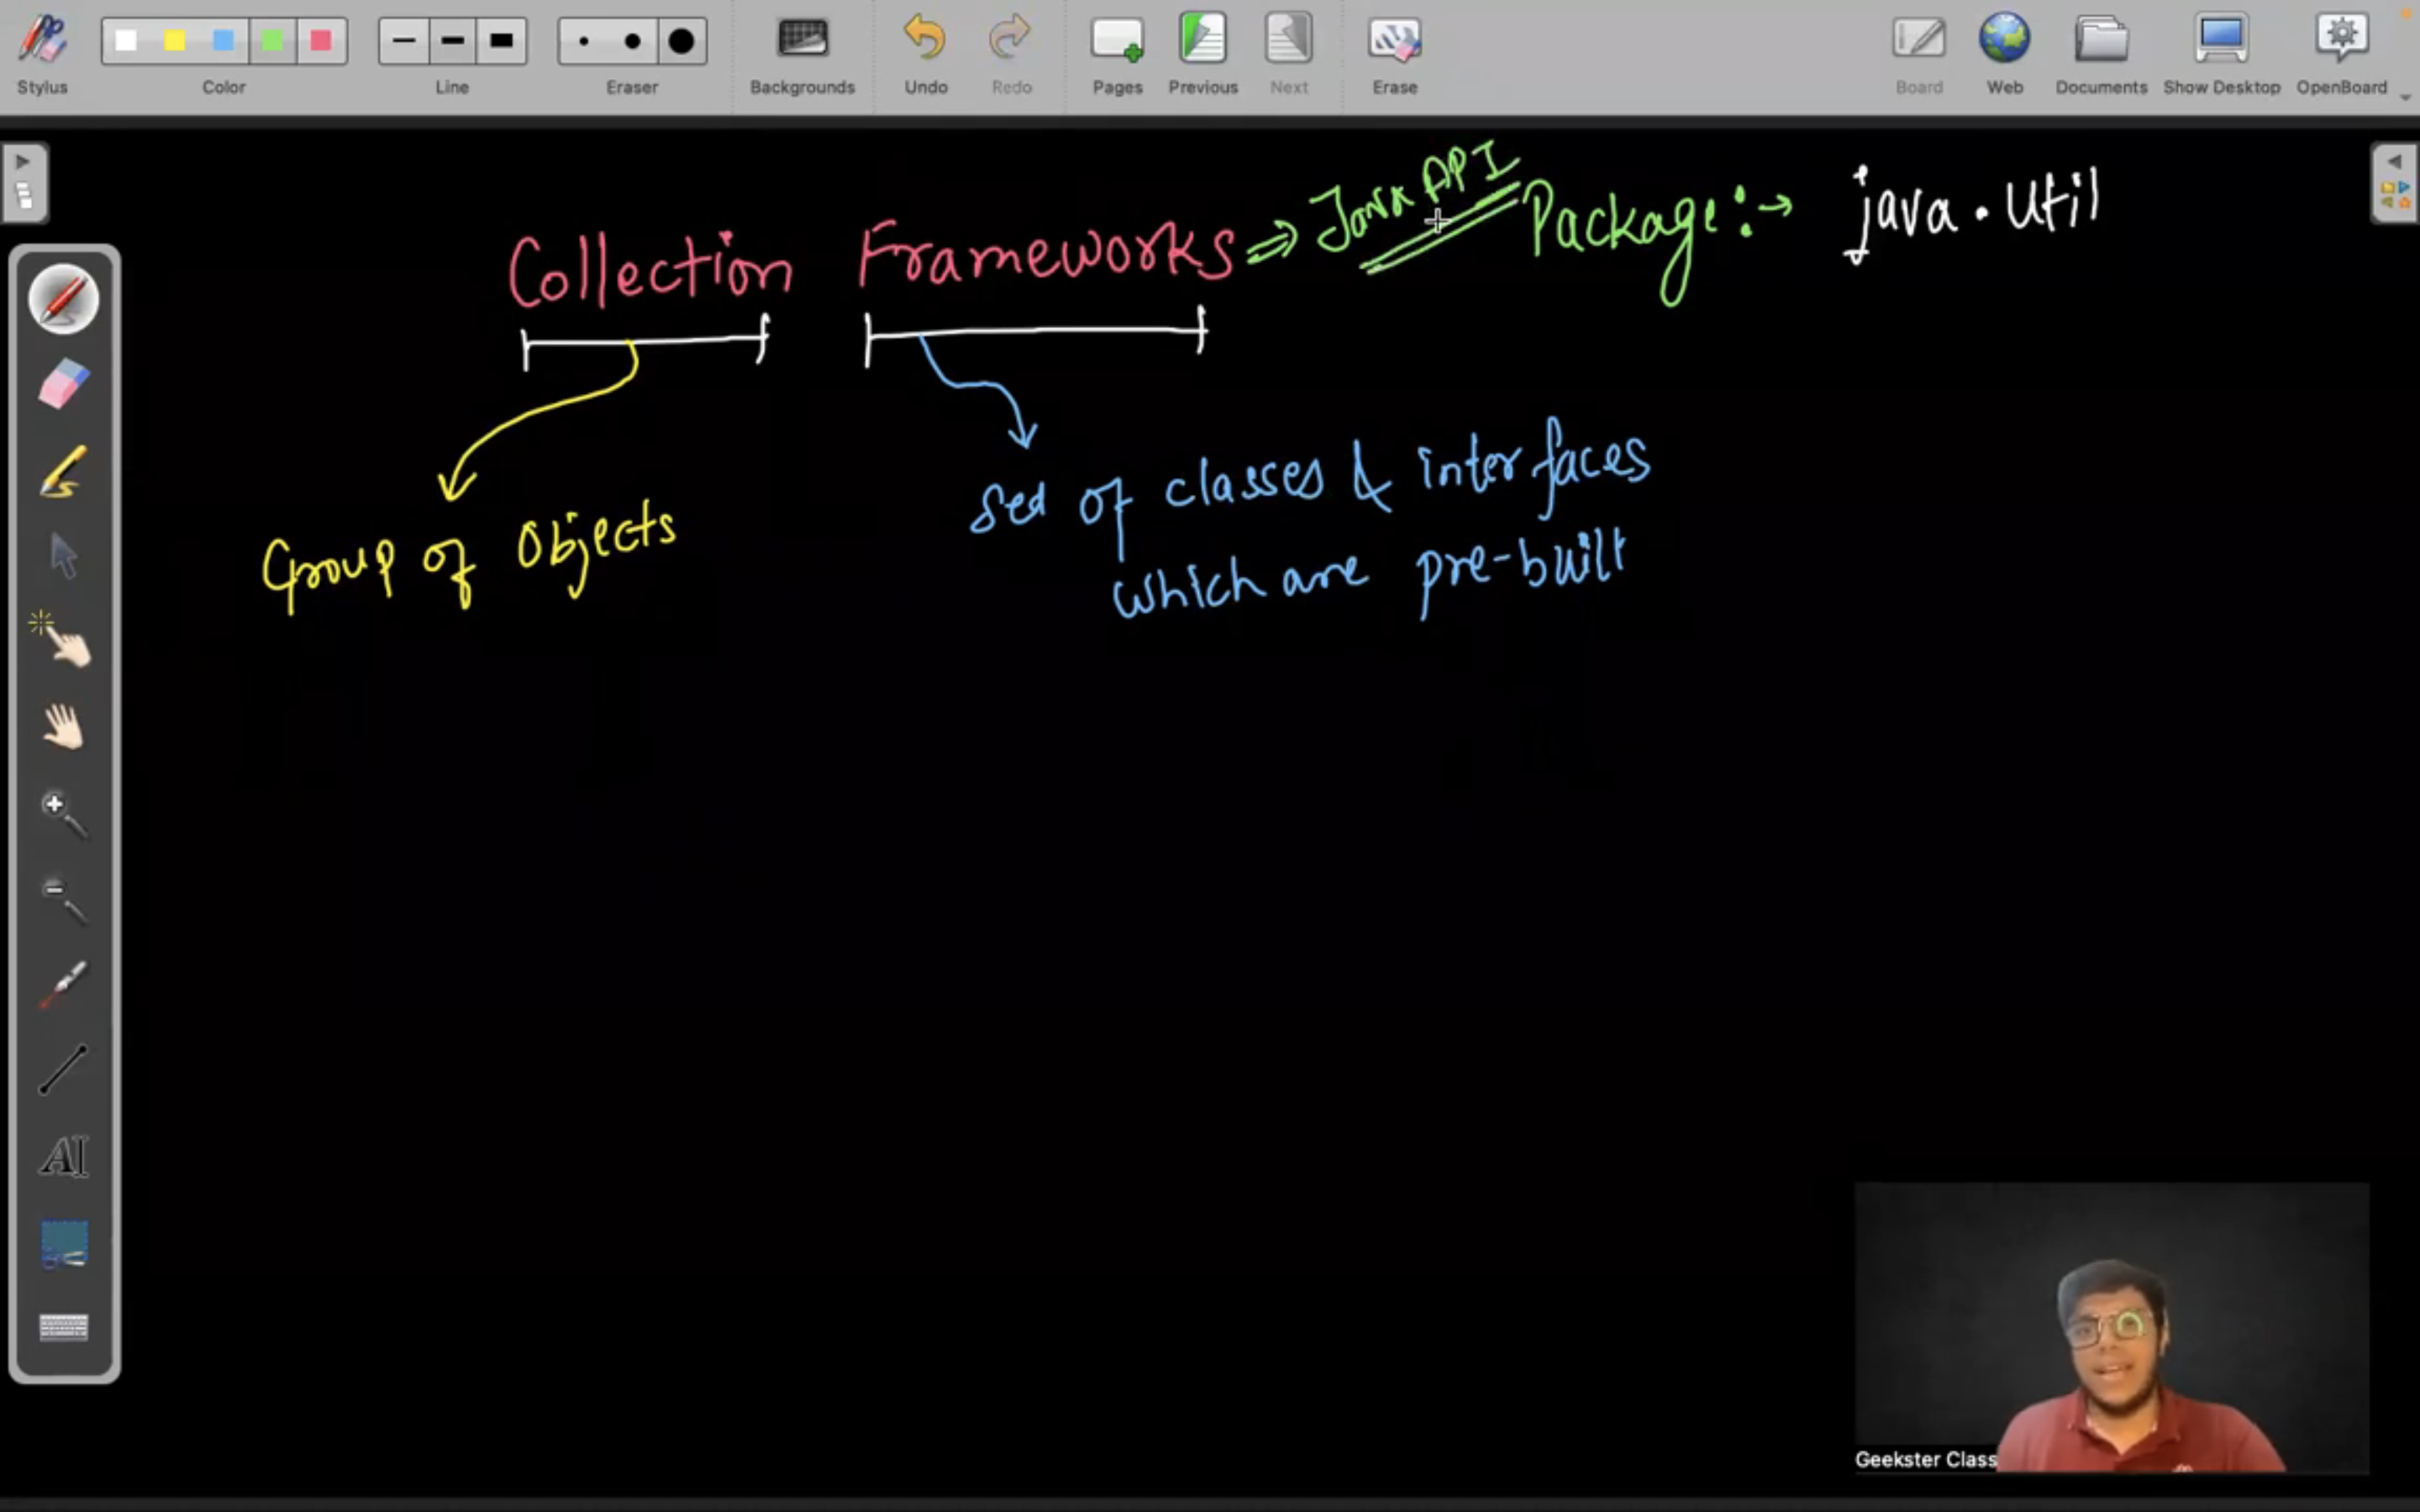 Stylus Color Line Eraser Backgrounds Undo Redo Pages Previous Next Erase Board Web Documents Show Desktop OpenBoard
Collection Frameworks ⇒ Java API Package :→ java.util
Group of Objects
set of classes & interfaces
which are pre-built
AI
Geekster Class